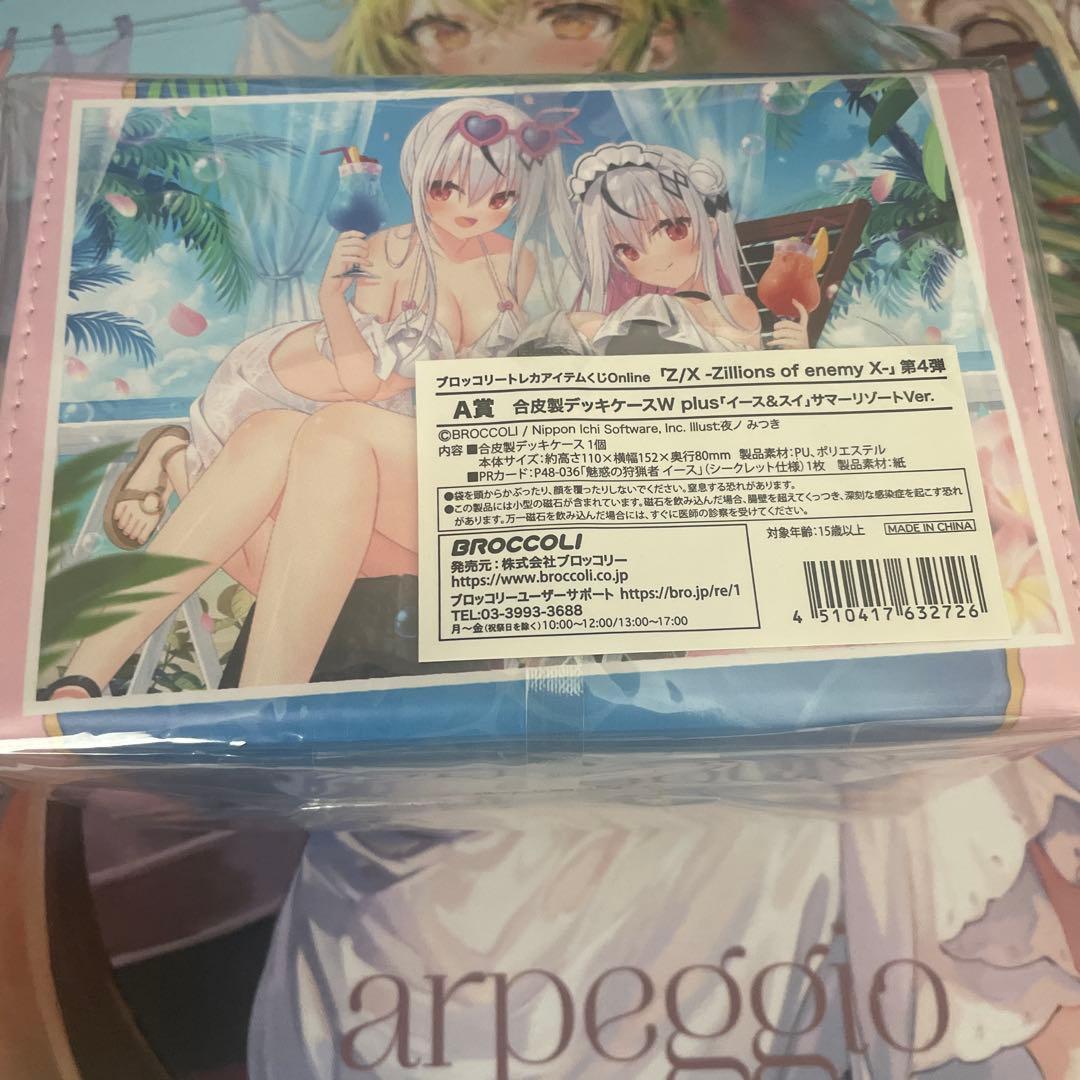 ブロッコリートレカアイテムくじOnline 「Z/X -Zillions of enemy X-」 第4弾
A賞 合皮製デッキケースW plus「イース&スイ」サマーリゾートVer.
©BROCCOLI / Nippon Ichi Software, Inc. Illust:夜ノ みつき
内容 ■合皮製デッキケース 1個
本体サイズ:約高さ110×横幅152×奥行80mm 製品素材:PU、ポリエステル
■PRカード:P48-036「魅惑の狩猟者 イース」(シークレット仕様)1枚 製品素材:紙
●袋を頭からかぶったり、顔を覆ったりしないでください。窒息する恐れがあります。
●この製品には小型の磁石が含まれています。磁石を飲み込んだ場合、腸壁を超えてくっつき、深刻な感染症を起こす恐れ
があります。万一磁石を飲み込んだ場合には、すぐに医師の診察を受けてください。
対象年齢:15歳以上 MADE IN CHINA
BROCCOLI
発売元:株式会社ブロッコリー
https://www.broccoli.co.jp
ブロッコリーユーザーサポート https://bro.jp/re/1
TEL:03-3993-3688
月~金(祝祭日を除く)10:00~12:00/13:00~17:00
4 510417 632726
arpeggio